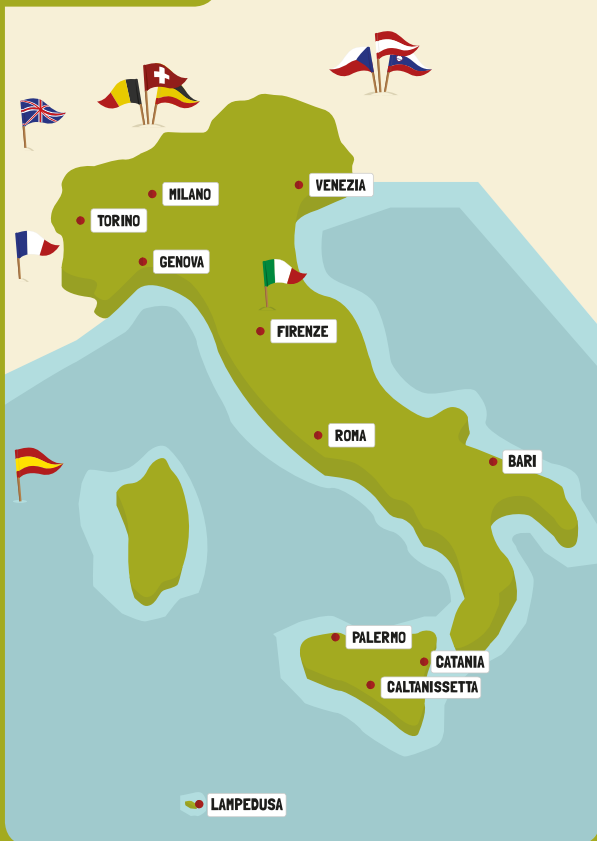 VENEZIA
MILANO
TORINO
GENOVA
FIRENZE
ROMA
BARI
PALERMO
CATANIA
CALTANISSETTA
LAMPEDUSA